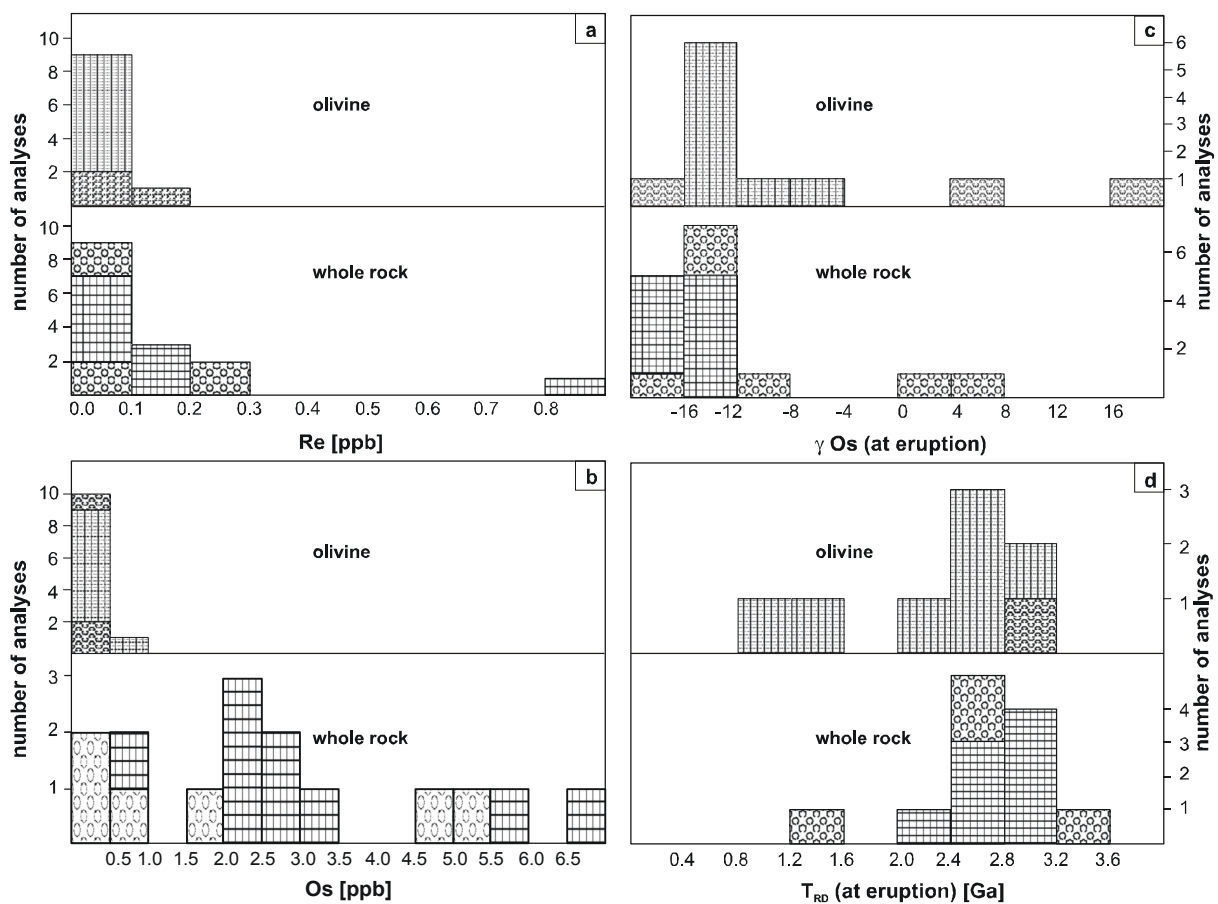 a
10
8
6
4
2
olivine
10
8
6
4
2
whole rock
number of analyses
0.0 0.1 0.2 0.3 0.4 0.5 0.6 0.7 0.8
Re [ppb]
c
6
5
4
3
2
1
olivine
6
4
2
whole rock
number of analyses
number of analyses
-16 -12 -8 -4 0 4 8 12 16
γ Os (at eruption)
b
10
8
6
4
2
olivine
3
2
1
whole rock
number of analyses
0.5 1.0 1.5 2.0 2.5 3.0 3.5 4.0 4.5 5.0 5.5 6.0 6.5
Os [ppb]
d
3
2
1
olivine
4
3
2
1
whole rock
number of analyses
0.4 0.8 1.2 1.6 2.0 2.4 2.8 3.2 3.6
T_RD (at eruption) [Ga]